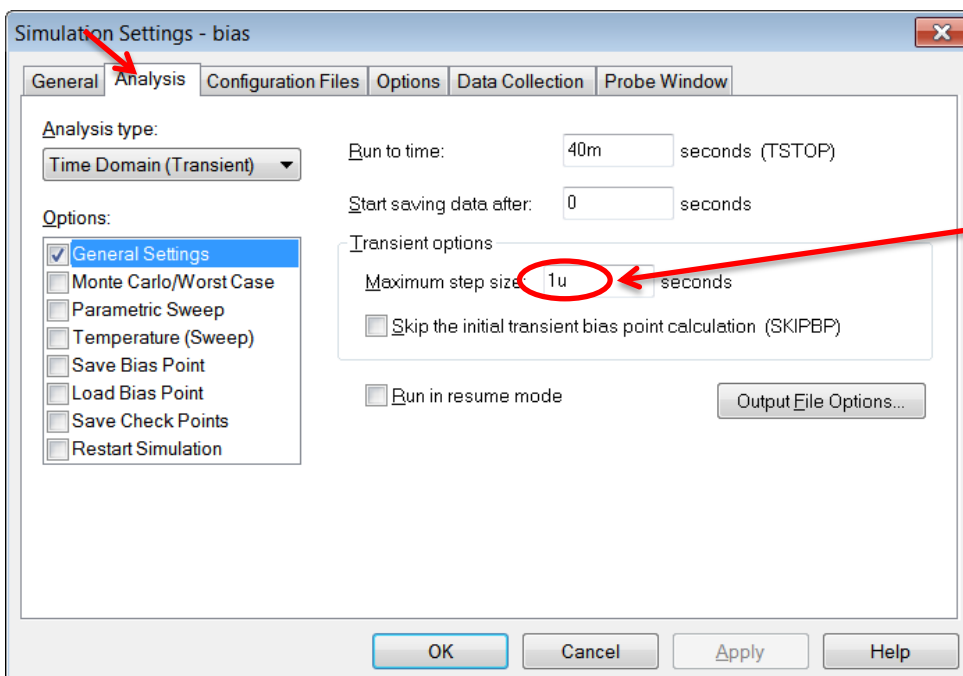 Simulation Settings - bias
General Analysis Configuration Files Options Data Collection Probe Window
Analysis type:
Time Domain (Transient)
Options:
General Settings
Monte Carlo/Worst Case
Parametric Sweep
Temperature (Sweep)
Save Bias Point
Load Bias Point
Save Check Points
Restart Simulation
Run to time: 40m seconds (TSTOP)
Start saving data after: 0 seconds
Transient options
Maximum step size: 1u seconds
Skip the initial transient bias point calculation (SKIPBP)
Run in resume mode
Output File Options...
OK Cancel Apply Help